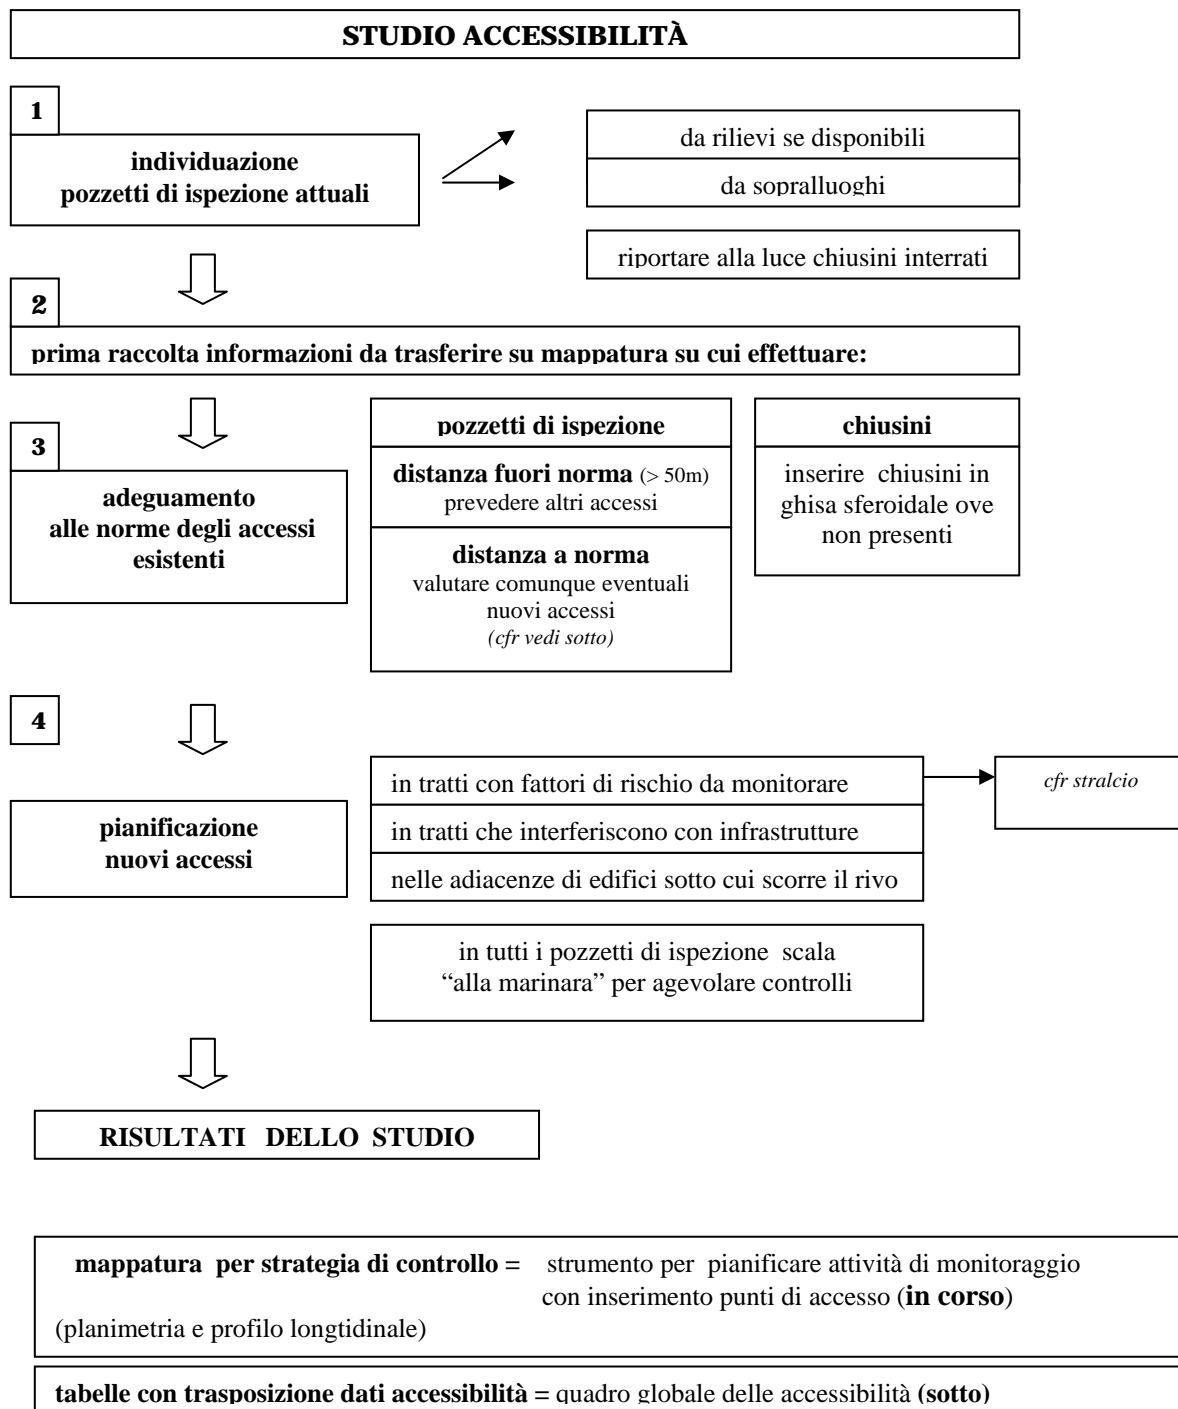 STUDIO ACCESSIBILITÀ
1
individuazione
pozzetti di ispezione attuali
da rilievi se disponibili
da sopralluoghi
riportare alla luce chiusini interrati
2
prima raccolta informazioni da trasferire su mappatura su cui effettuare:
3
adeguamento
alle norme degli accessi
esistenti
pozzetti di ispezione
distanza fuori norma (> 50m)
prevedere altri accessi
distanza a norma
valutare comunque eventuali
nuovi accessi
(cfr vedi sotto)
chiusini
inserire chiusini in
ghisa sferoidale ove
non presenti
4
pianificazione
nuovi accessi
in tratti con fattori di rischio da monitorare
cfr stralcio
in tratti che interferiscono con infrastrutture
nelle adiacenze di edifici sotto cui scorre il rivo
in tutti i pozzetti di ispezione scala
“alla marinara” per agevolare controlli
RISULTATI DELLO STUDIO
mappatura per strategia di controllo = strumento per pianificare attività di monitoraggio
con inserimento punti di accesso (in corso)
(planimetria e profilo longtidinale)
tabelle con trasposizione dati accessibilità = quadro globale delle accessibilità (sotto)